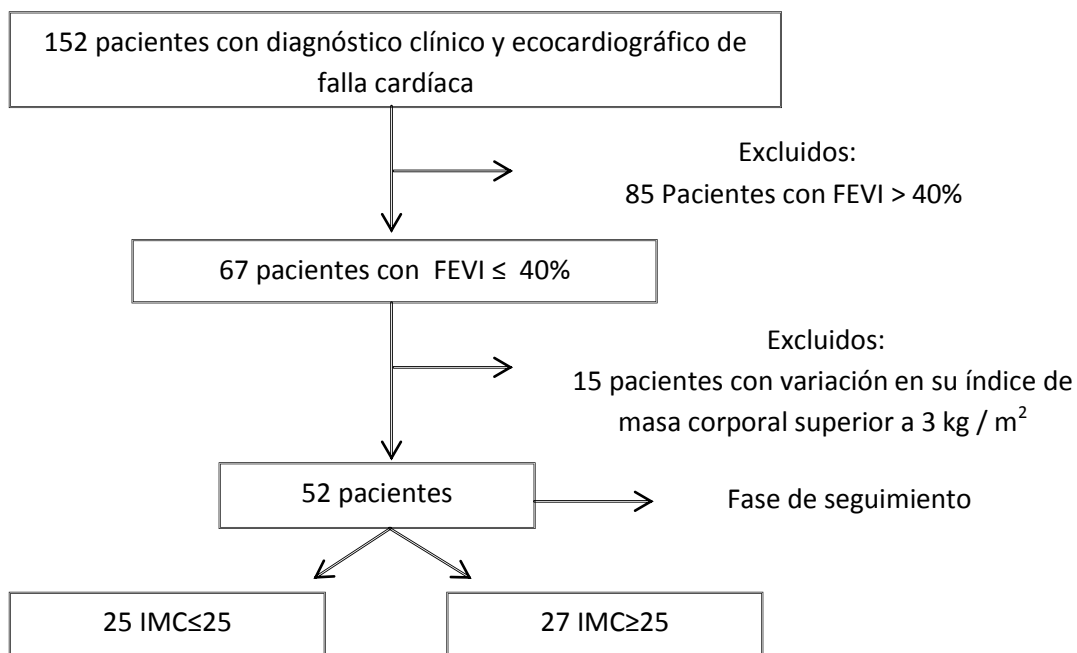 152 pacientes con diagnóstico clínico y ecocardiográfico de
falla cardíaca
Excluidos:
85 Pacientes con FEVI > 40%
67 pacientes con FEVI ≤ 40%
Excluidos:
15 pacientes con variación en su índice de
masa corporal superior a 3 kg / m²
52 pacientes
Fase de seguimiento
25 IMC≤25
27 IMC≥25